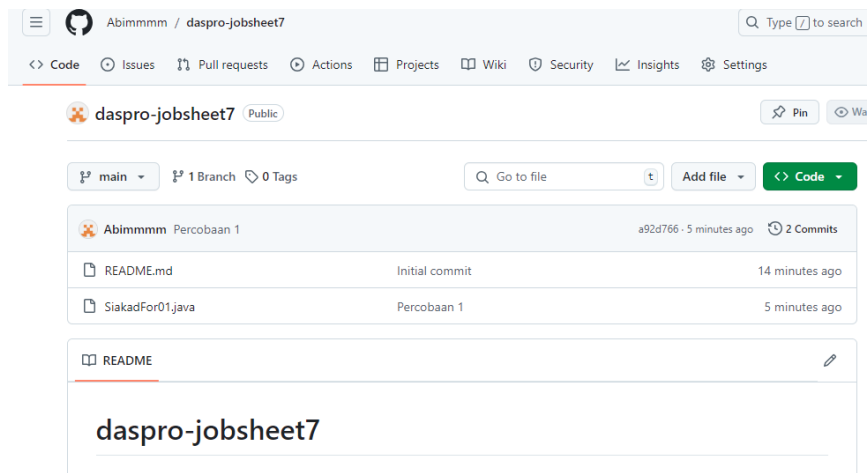 Abimmmm / daspro-jobsheet7
Type / to search
<> Code Issues Pull requests Actions Projects Wiki Security Insights Settings
daspro-jobsheet7 Public Pin Wa
main 1 Branch 0 Tags Go to file t Add file <> Code
Abimmmm Percobaan 1 a92d766 · 5 minutes ago 2 Commits
README.md Initial commit 14 minutes ago
SiakadFor01.java Percobaan 1 5 minutes ago
README
daspro-jobsheet7